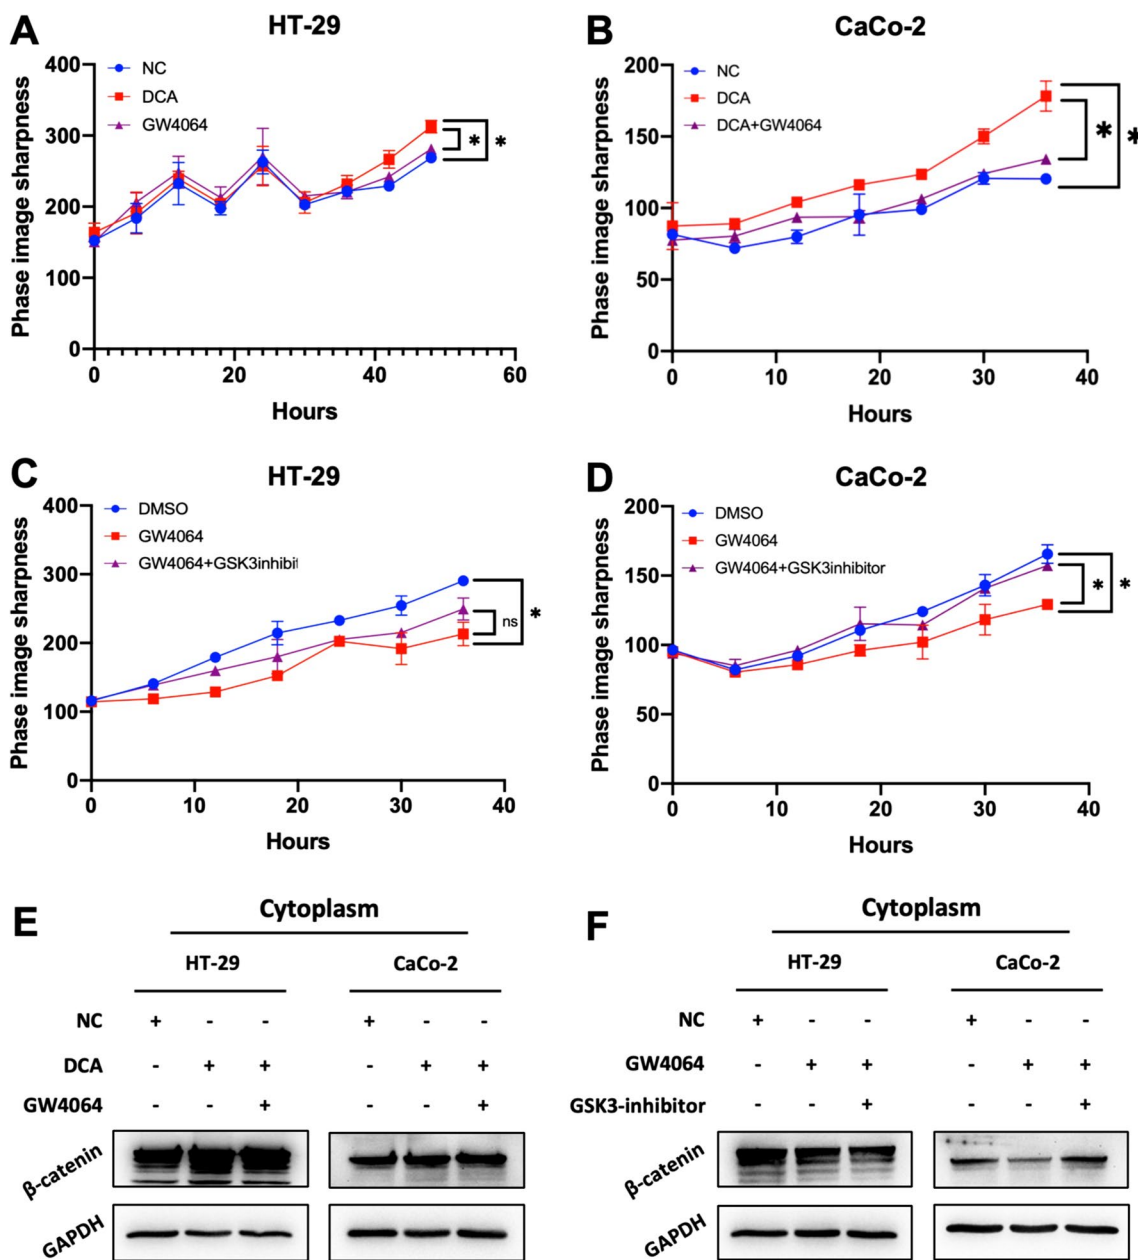 A
HT-29
Phase image sharpness
400
300
200
100
0
NC
DCA
GW4064
*
*
0 20 40 60
Hours
B
CaCo-2
Phase image sharpness
200
150
100
50
0
NC
DCA
DCA+GW4064
*
*
0 10 20 30 40
Hours
C
HT-29
Phase image sharpness
400
300
200
100
0
DMSO
GW4064
GW4064+GSK3inhibit
ns
*
0 10 20 30 40
Hours
D
CaCo-2
Phase image sharpness
200
150
100
50
0
DMSO
GW4064
GW4064+GSK3inhibitor
*
*
0 10 20 30 40
Hours
E
Cytoplasm
HT-29 CaCo-2
NC + - - + - -
DCA - + + - + +
GW4064 - - + - - +
β-catenin
GAPDH
F
Cytoplasm
HT-29 CaCo-2
NC + - - + - -
GW4064 - + + - + +
GSK3-inhibitor - - + - - +
β-catenin
GAPDH